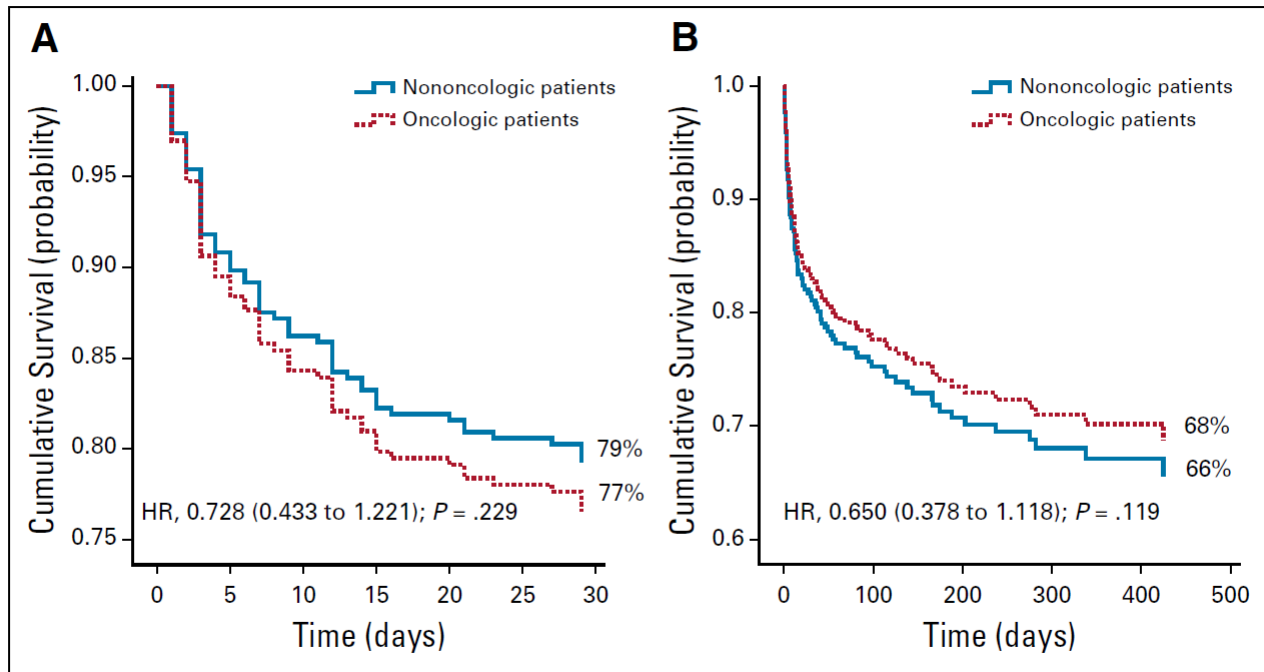 A
Cumulative Survival (probability)
1.00
0.95
0.90
0.85
0.80
0.75
Nononcologic patients
Oncologic patients
79%
77%
HR, 0.728 (0.433 to 1.221); P = .229
0
5
10
15
20
25
30
Time (days)
B
Cumulative Survival (probability)
1.0
0.9
0.8
0.7
0.6
Nononcologic patients
Oncologic patients
68%
66%
HR, 0.650 (0.378 to 1.118); P = .119
0
100
200
300
400
500
Time (days)